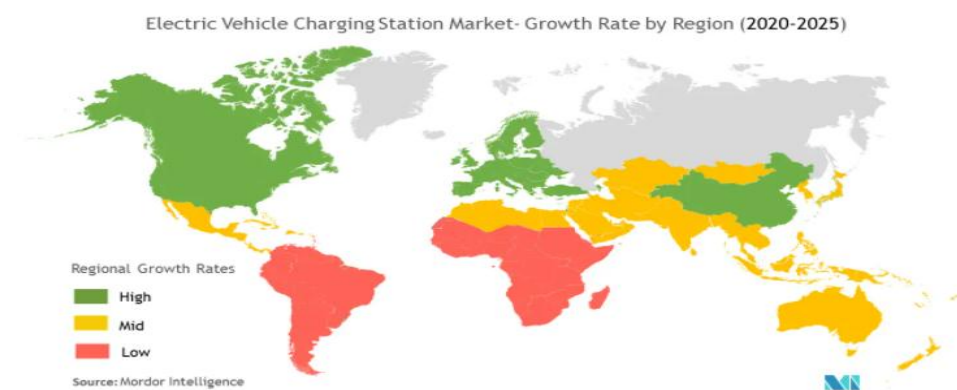 Electric Vehicle Charging Station Market- Growth Rate by Region (2020-2025)
Regional Growth Rates
High
Mid
Low
Source: Mordor Intelligence